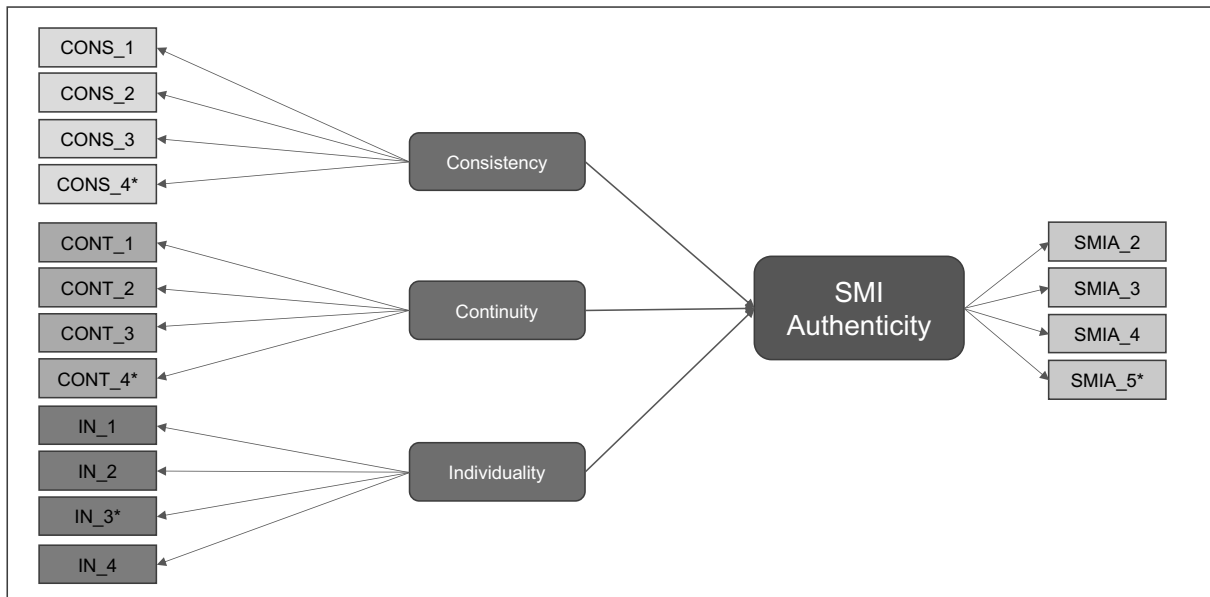 CONS_1
CONS_2
CONS_3
CONS_4*
CONT_1
CONT_2
CONT_3
CONT_4*
IN_1
IN_2
IN_3*
IN_4
Consistency
Continuity
Individuality
SMI
Authenticity
SMIA_2
SMIA_3
SMIA_4
SMIA_5*